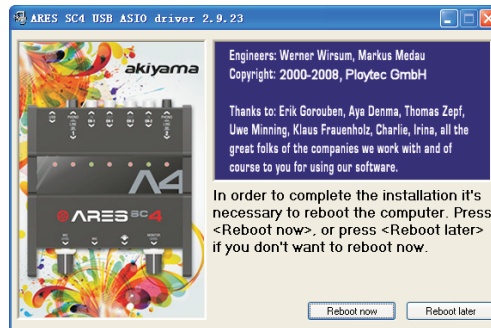 ARES SC4 USB ASIO driver 2.9.23
akiyama
A4
ARES SC4
Engineers: Werner Wirsum, Markus Medau
Copyright: 2000-2008, Playtec GmbH
Thanks to: Erik Gorouben, Aya Denma, Thomas Zepf,
Uwe Minning, Klaus Frauenholz, Charlie, Irina, all the
great folks of the companies we work with and of
course to you for using our software.
In order to complete the installation it's
necessary to reboot the computer. Press
<Reboot now>, or press <Reboot later>
if you don't want to reboot now.
Reboot now
Reboot later